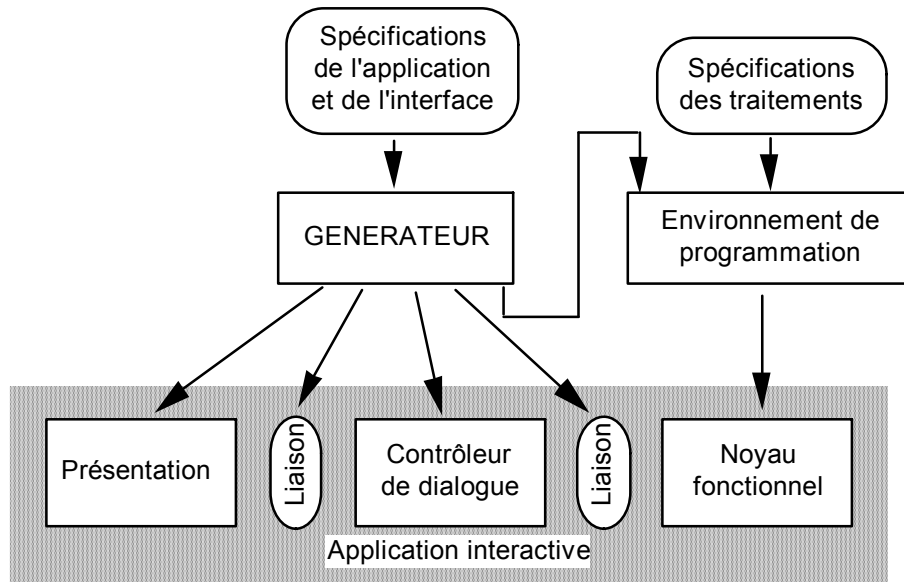 Spécifications
de l'application
et de l'interface
Spécifications
des traitements
GENERATEUR
Environnement de
programmation
Présentation
Liaison
Contrôleur
de dialogue
Liaison
Noyau
fonctionnel
Application interactive